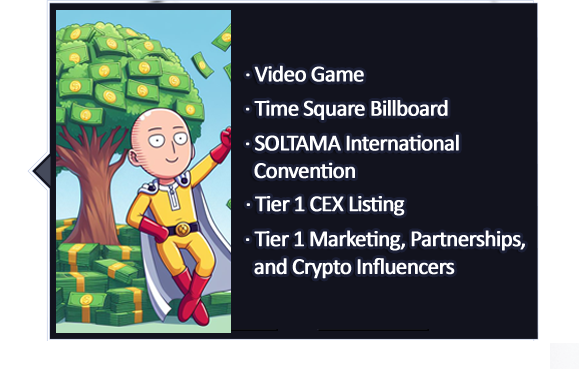 · Video Game
· Time Square Billboard
· SOLTAMA International
Convention
· Tier 1 CEX Listing
· Tier 1 Marketing, Partnerships,
and Crypto Influencers